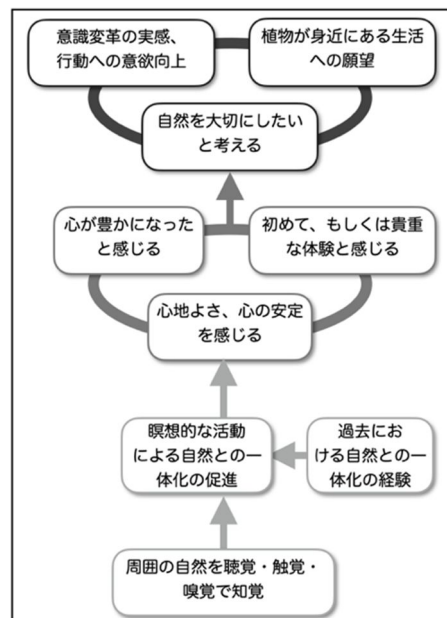 意識変革の実感、
行動への意欲向上
植物が身近にある生活
への願望
自然を大切にしたい
と考える
心が豊かになった
と感じる
初めて、もしくは貴重
な体験と感じる
心地よさ、心の安定
を感じる
瞑想的な活動
による自然との一
体化の促進
過去にお
ける自然との一
体化の経験
周囲の自然を聴覚・触覚・
嗅覚で知覚